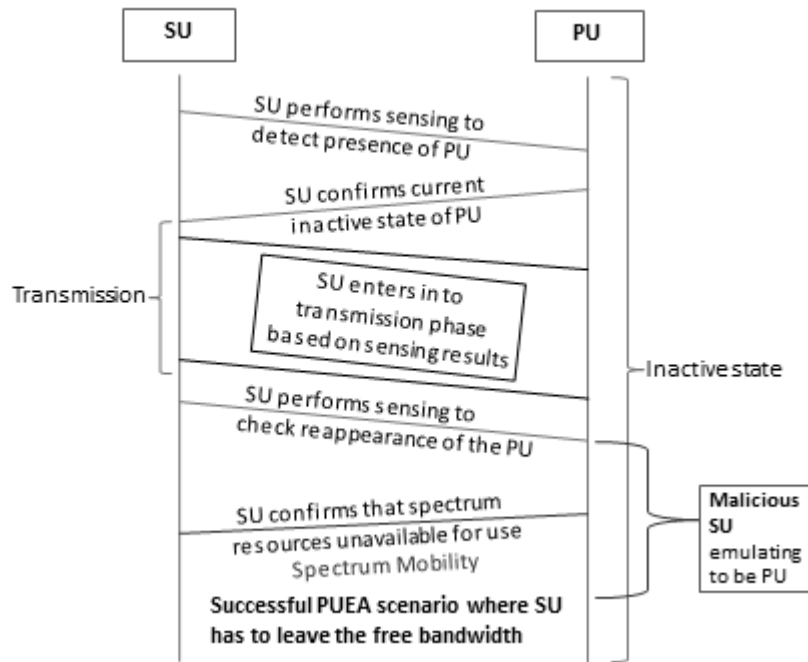 SU
PU
SU performs sensing to
detect presence of PU
SU confirms current
inactive state of PU
Transmission
SU enters in to
transmission phase
based on sensing results
Inactive state
SU performs sensing to
check reappearance of the PU
Malicious
SU
emulating
to be PU
SU confirms that spectrum
resources unavailable for use
Spectrum Mobility
Successful PUEA scenario where SU
has to leave the free bandwidth